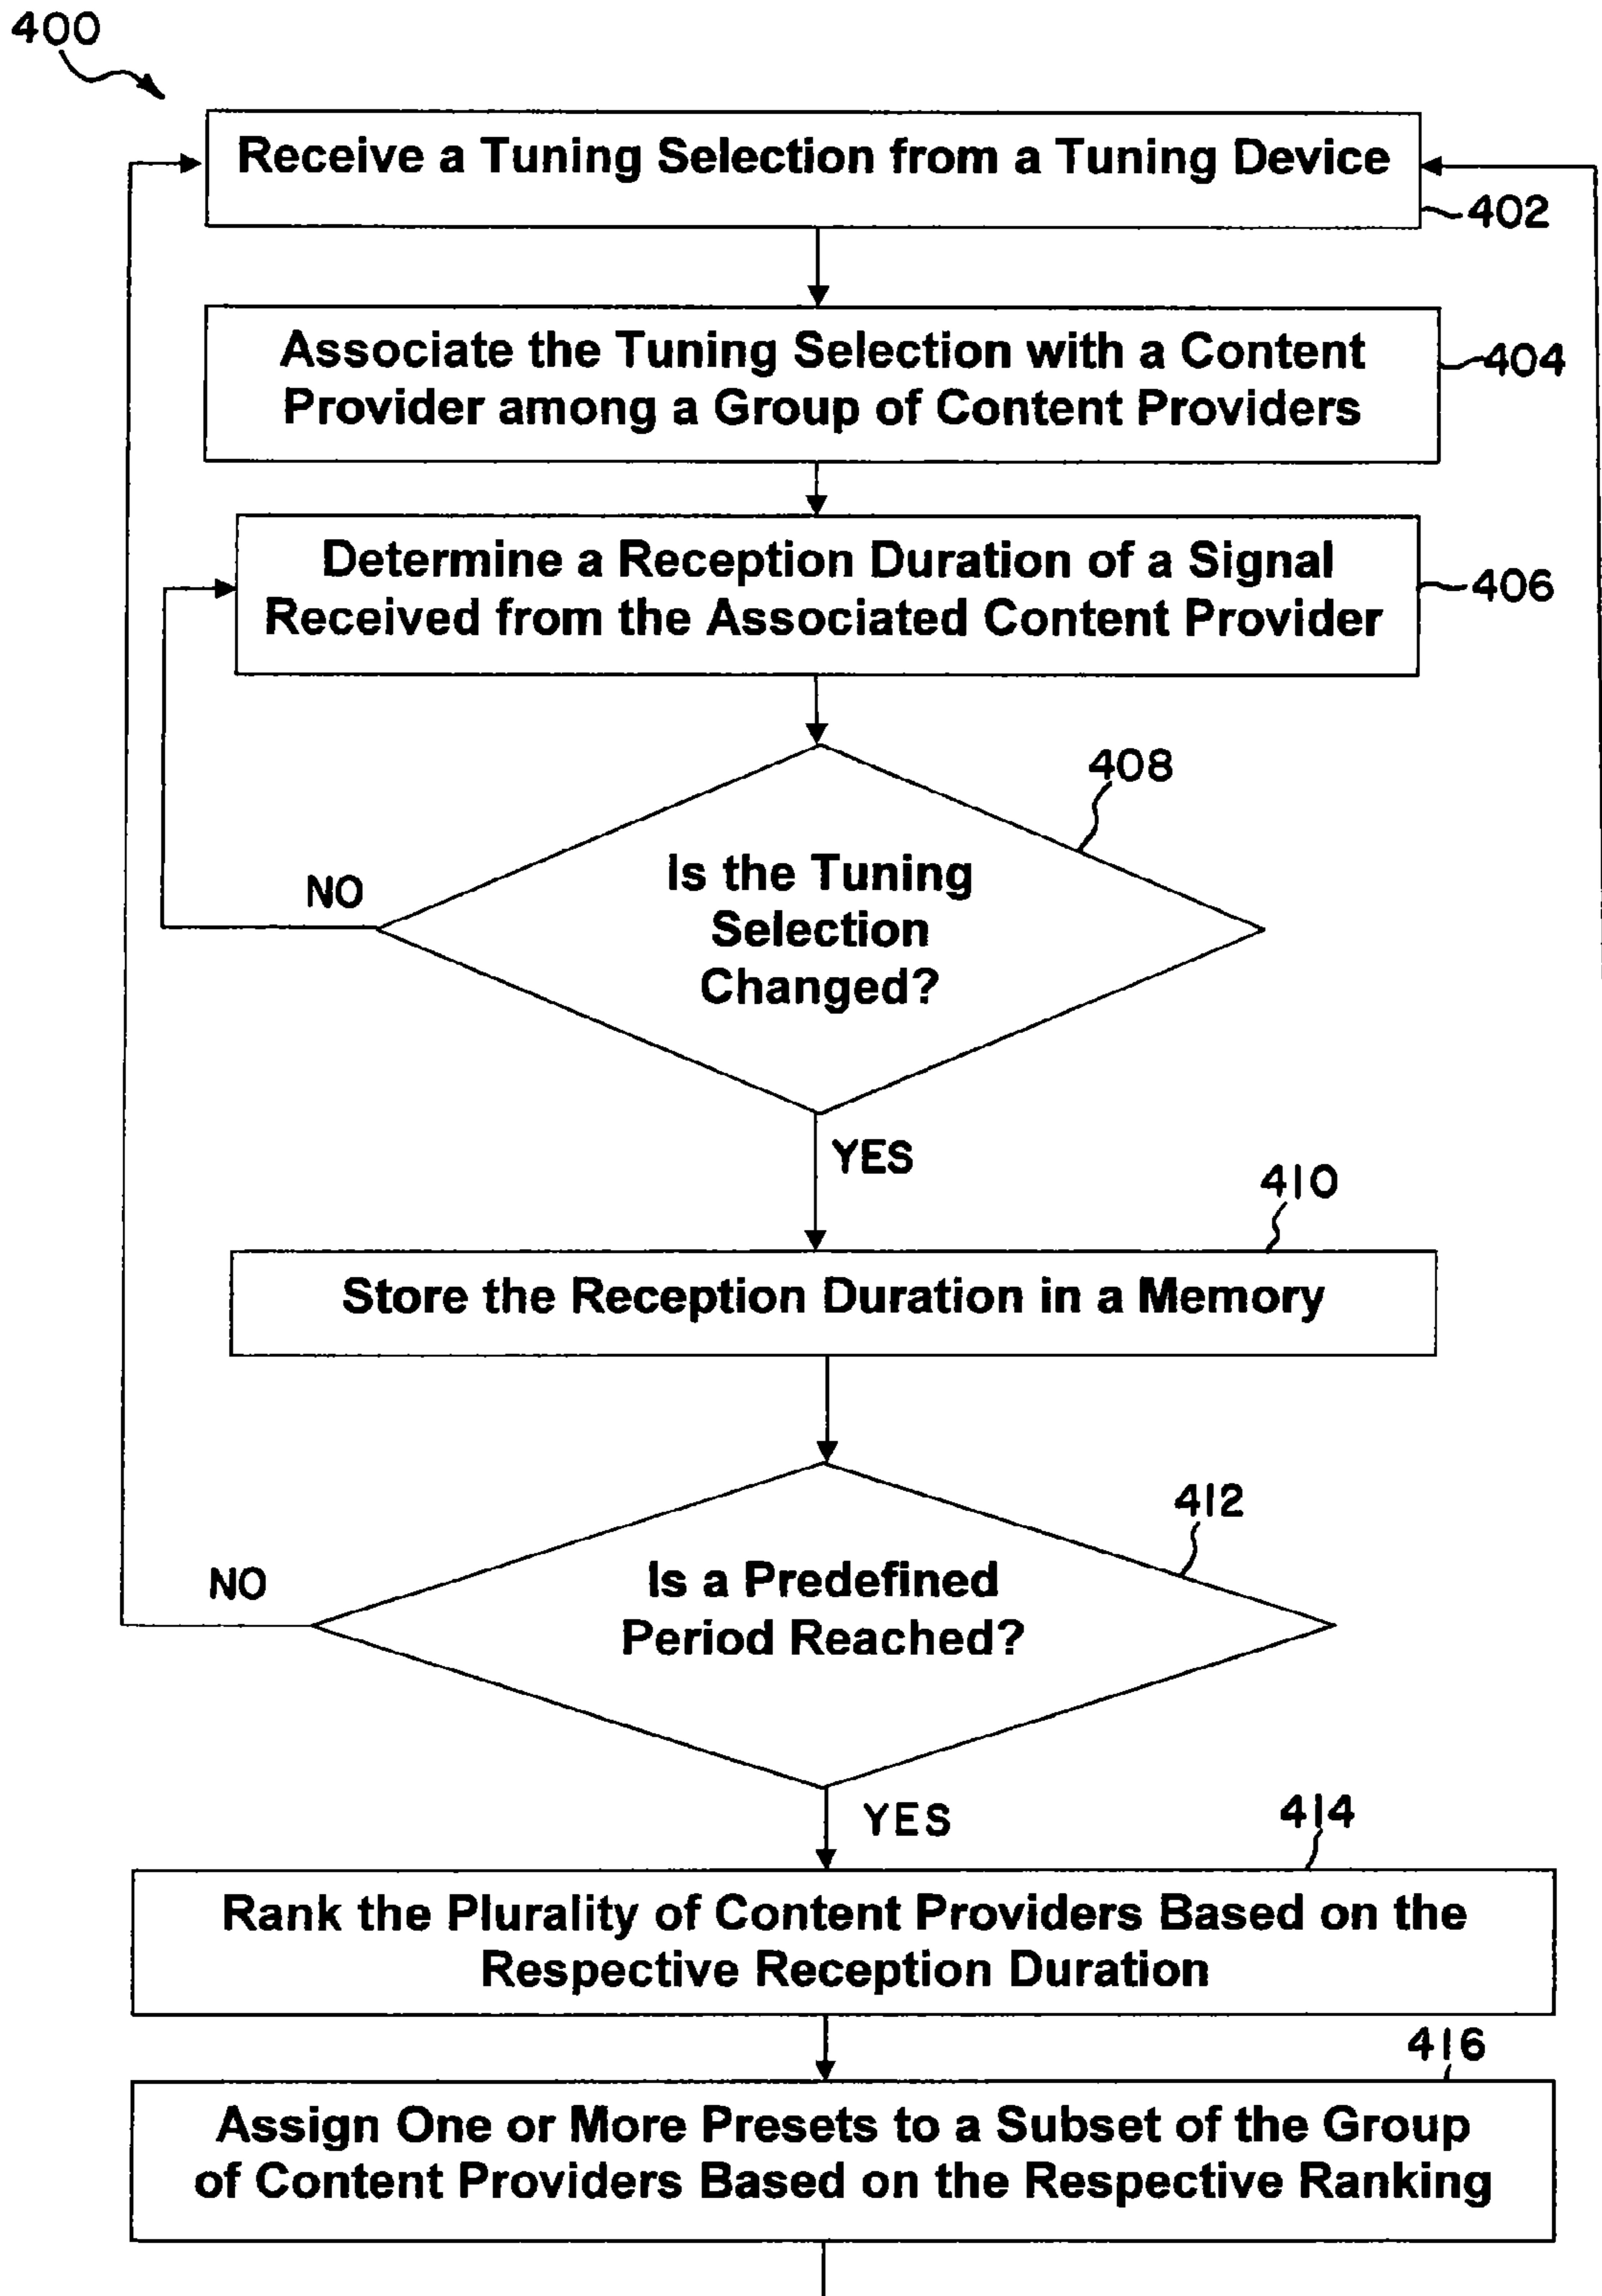 400
Receive a Tuning Selection from a Tuning Device
402
Associate the Tuning Selection with a Content
Provider among a Group of Content Providers
404
Determine a Reception Duration of a Signal
Received from the Associated Content Provider
406
408
Is the Tuning
Selection
Changed?
NO
YES
410
Store the Reception Duration in a Memory
412
Is a Predefined
Period Reached?
NO
YES
414
Rank the Plurality of Content Providers Based on the
Respective Reception Duration
416
Assign One or More Presets to a Subset of the Group
of Content Providers Based on the Respective Ranking